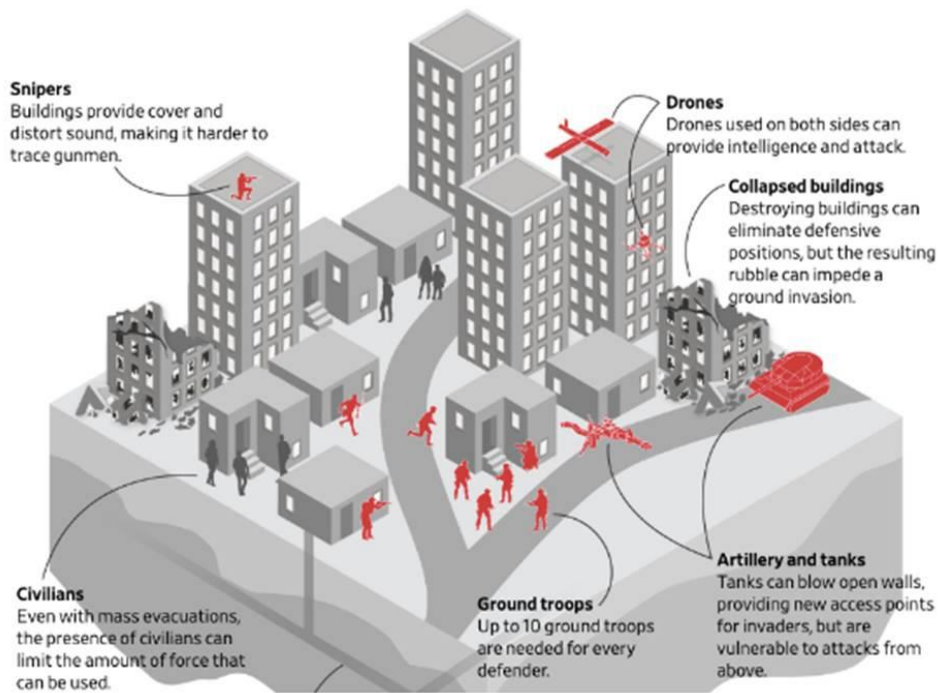 Snipers
Buildings provide cover and
distort sound, making it harder to
trace gunmen.
Drones
Drones used on both sides can
provide intelligence and attack.
Collapsed buildings
Destroying buildings can
eliminate defensive
positions, but the resulting
rubble can impede a
ground invasion.
Civilians
Even with mass evacuations,
the presence of civilians can
limit the amount of force that
can be used.
Ground troops
Up to 10 ground troops
are needed for every
defender.
Artillery and tanks
Tanks can blow open walls,
providing new access points
for invaders, but are
vulnerable to attacks from
above.